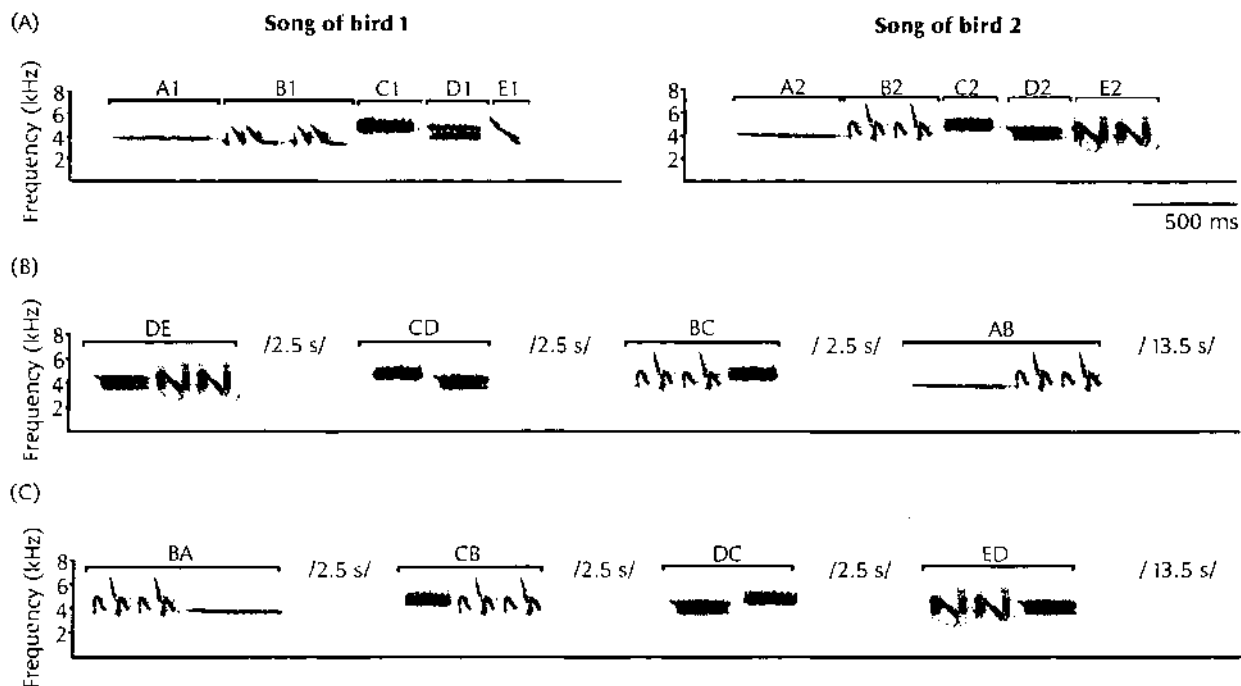 (A) Song of bird 1 Song of bird 2
A1 B1 C1 D1 E1 A2 B2 C2 D2 E2
Frequency (kHz) 8 6 4 2 8 6 4 2
500 ms
(B)
DE /2.5 s/ CD /2.5 s/ BC / 2.5 s/ AB / 13.5 s/
Frequency (kHz) 8 6 4 2
(C)
BA /2.5 s/ CB /2.5 s/ DC /2.5 s/ ED / 13.5 s/
Frequency (kHz) 8 6 4 2